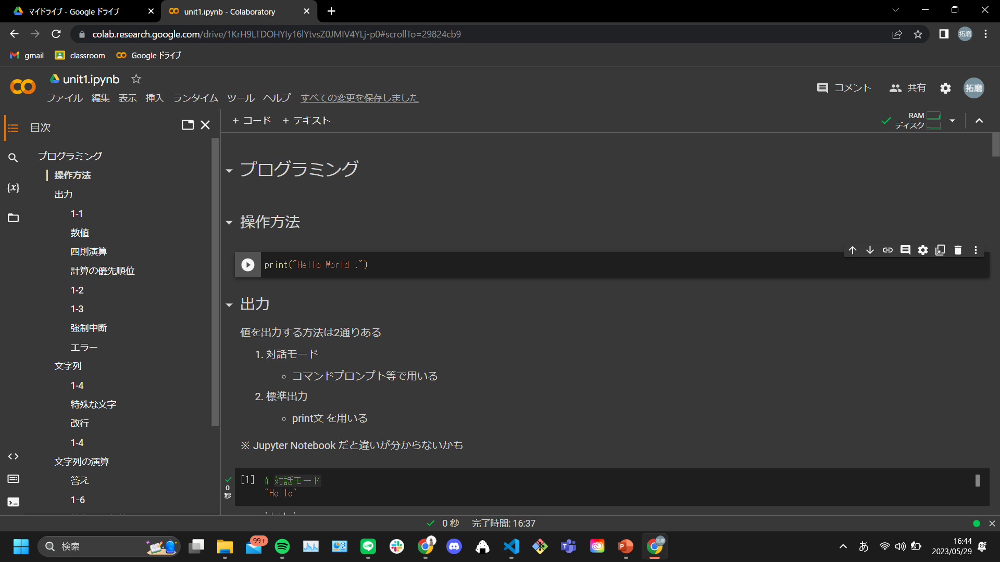 マイドライブ - Google ドライブ
unit1.ipynb - Colaboratory
colab.research.google.com/drive/1KrH9LTDOHYIy16lYtvsZ0JMlV4YLj-p0#scrollTo=29824cb9
拓磨
gmail
classroom
Google ドライブ
unit1.ipynb
ファイル 編集 表示 挿入 ランタイム ツール ヘルプ すべての変更を保存しました
コメント
共有
拓磨
目次
+ コード + テキスト
RAM
ディスク
プログラミング
操作方法
出力
1-1
数値
四則演算
計算の優先順位
1-2
1-3
強制中断
エラー
文字列
1-4
特殊な文字
改行
1-4
文字列の演算
答え
1-6
{x}
プログラミング
操作方法
print("Hello World !")
出力
値を出力する方法は2通りある
1. 対話モード
コマンドプロンプト等で用いる
2. 標準出力
print文 を用いる
※ Jupyter Notebook だと違いが分からないかも
0
秒
[1]
# 対話モード
"Hello"
'Hello'
0 秒 完了時間: 16:37
検索
99+
LINE
拓磨
あ
16:44
2023/05/29